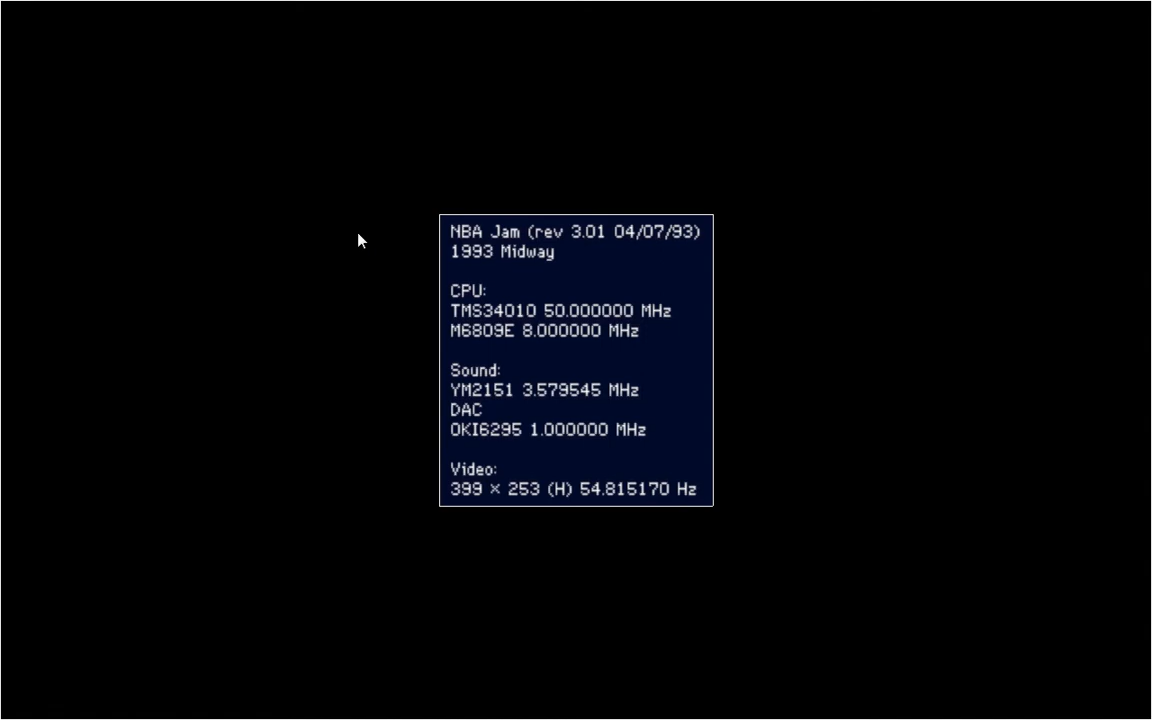 NBA Jam (rev 3.01 04/07/93)
1993 Midway
CPU:
TMS34010 50.000000 MHz
M6809E 8.000000 MHz
Sound:
YM2151 3.579545 MHz
DAC
OKI6295 1.000000 MHz
Video:
399 × 253 (H) 54.815170 Hz